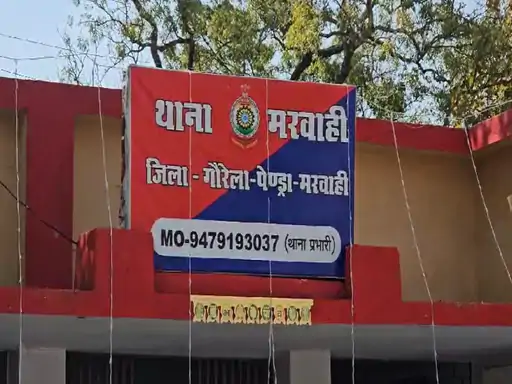 थाना मरवाही
जिला - गौरेला-पेण्ड्रा-मरवाही
MO-9479193037 (थाना प्रभारी)